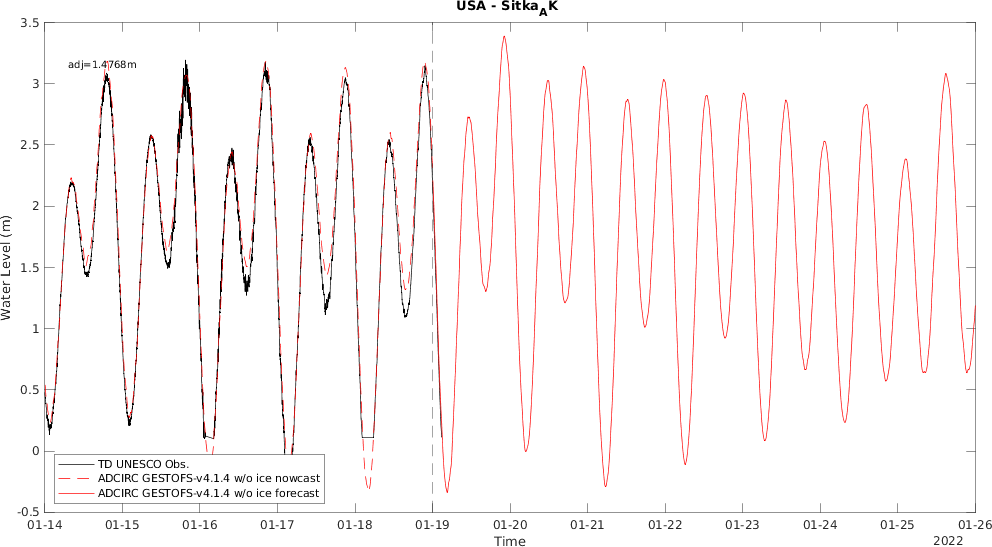 USA - Sitka_AK
3.5
3
2.5
2
1.5
1
0.5
0
-0.5
Water Level (m)
adj=1.4768m
TD UNESCO Obs.
ADCIRC GESTOFS-v4.1.4 w/o ice nowcast
ADCIRC GESTOFS-v4.1.4 w/o ice forecast
01-14 01-15 01-16 01-17 01-18 01-19 01-20 01-21 01-22 01-23 01-24 01-25 01-26
Time
2022